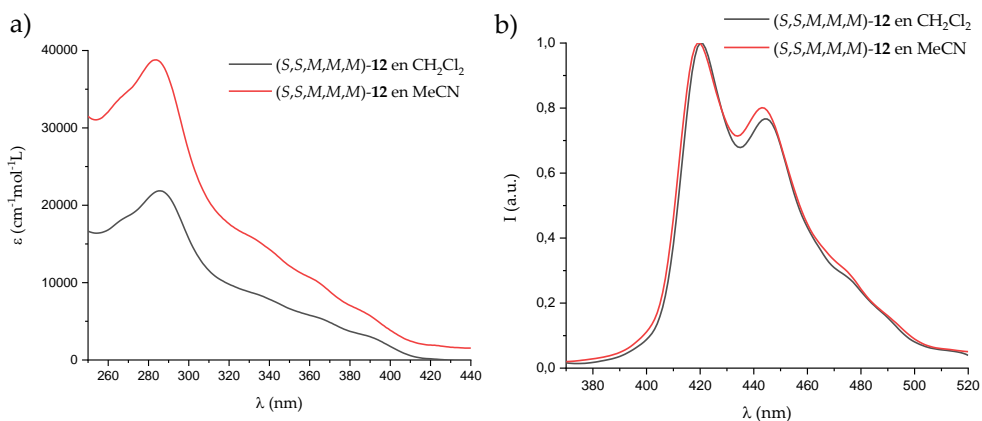 a)
(S,S,M,M,M)-12 en CH₂Cl₂
(S,S,M,M,M)-12 en MeCN
ε (cm⁻¹mol⁻¹L)
40000
30000
20000
10000
0
260 280 300 320 340 360 380 400 420 440
λ (nm)
b)
(S,S,M,M,M)-12 en CH₂Cl₂
(S,S,M,M,M)-12 en MeCN
I (a.u.)
1,0
0,8
0,6
0,4
0,2
0,0
380 400 420 440 460 480 500 520
λ (nm)